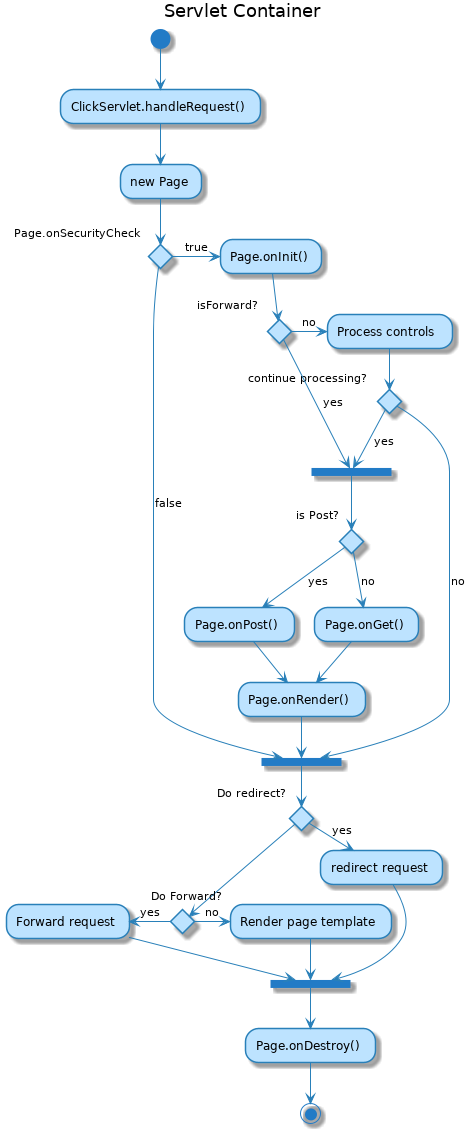 Servlet Container
ClickServlet.handleRequest()
new Page
Page.onSecurityCheck
true
Page.onInit()
isForward?
no
Process controls
continue processing?
yes
yes
false
is Post?
no
yes
no
Page.onPost()
Page.onGet()
Page.onRender()
Do redirect?
yes
redirect request
Do Forward?
yes
no
Forward request
Render page template
Page.onDestroy()